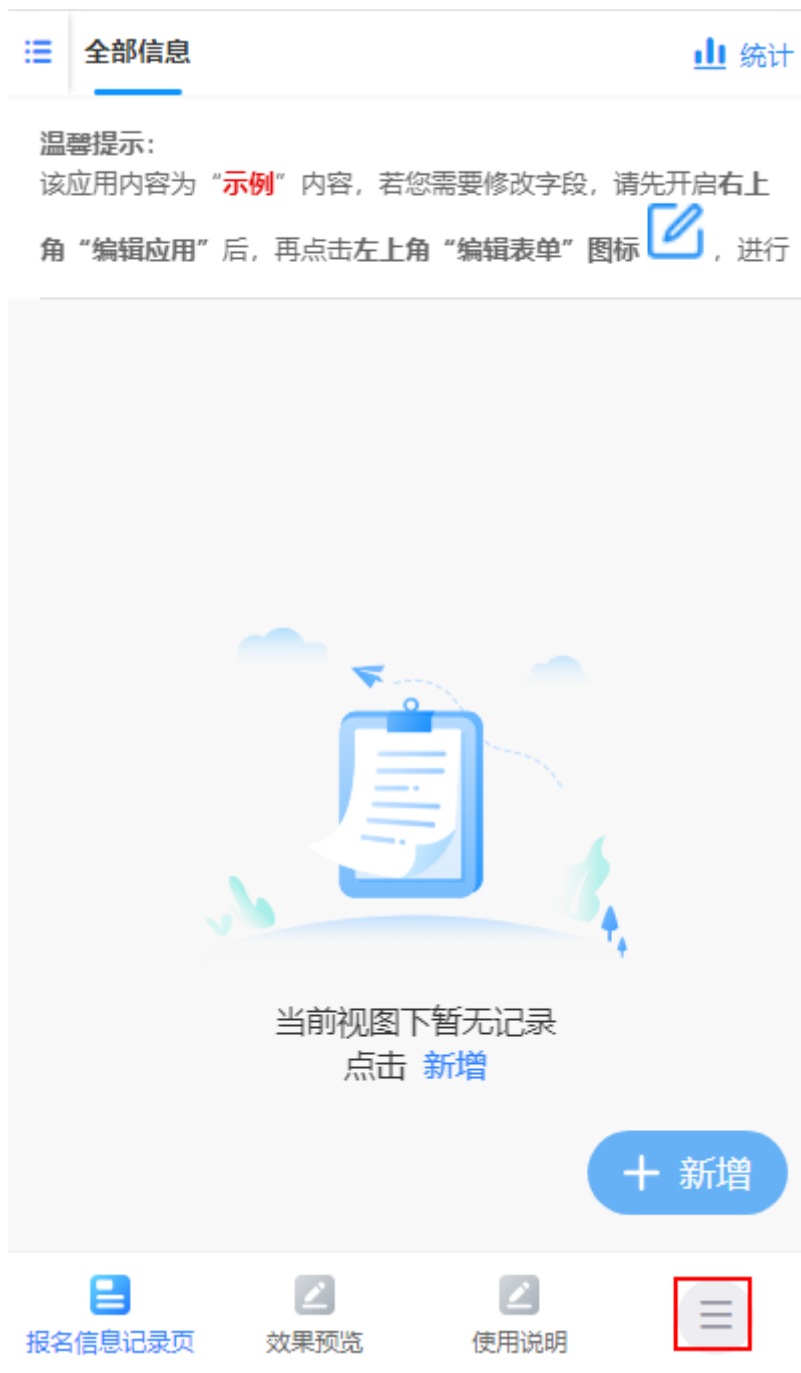 全部信息
统计
温馨提示：
该应用内容为“示例”内容，若您需要修改字段，请先开启右上
角“编辑应用”后，再点击左上角“编辑表单”图标，进行
当前视图下暂无记录
点击 新增
新增
报名信息记录页
效果预览
使用说明